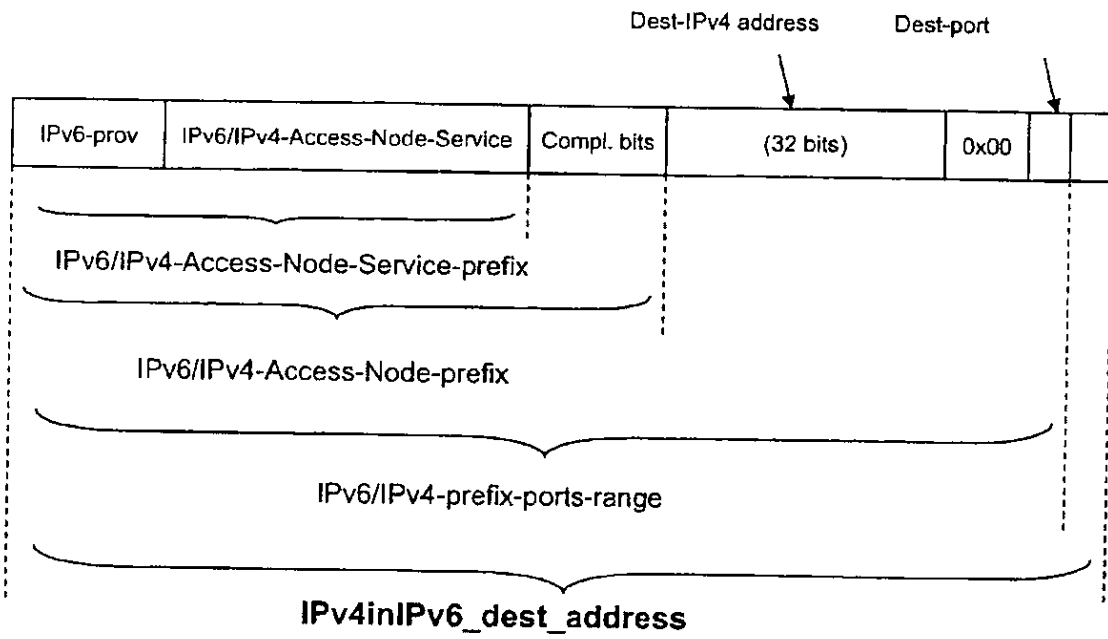 Dest-IPv4 address Dest-port
IPv6-prov IPv6/IPv4-Access-Node-Service Compl. bits (32 bits) 0x00
IPv6/IPv4-Access-Node-Service-prefix
IPv6/IPv4-Access-Node-prefix
IPv6/IPv4-prefix-ports-range
IPv4inIPv6_dest_address